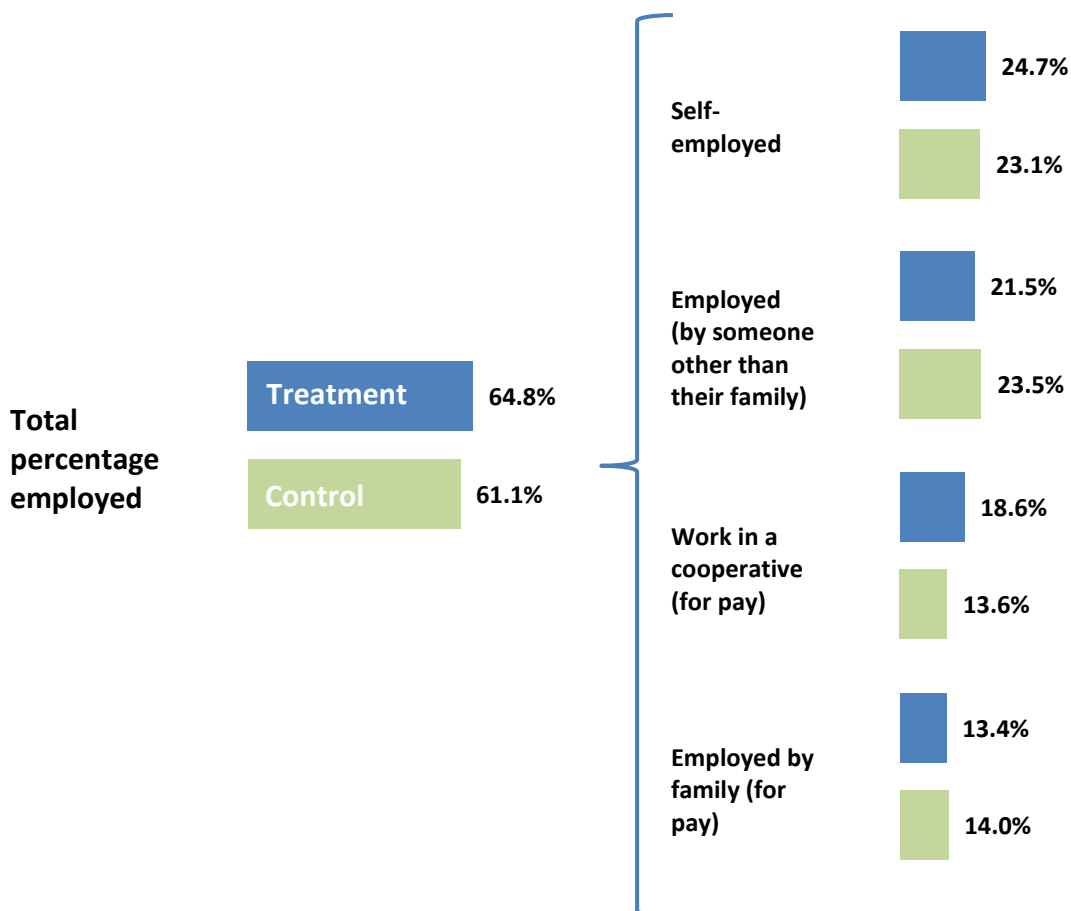 Total
percentage
employed
Treatment
64.8%
Control
61.1%
Self-
employed
24.7%
23.1%
Employed
(by someone
other than
their family)
21.5%
23.5%
Work in a
cooperative
(for pay)
18.6%
13.6%
Employed by
family (for
pay)
13.4%
14.0%